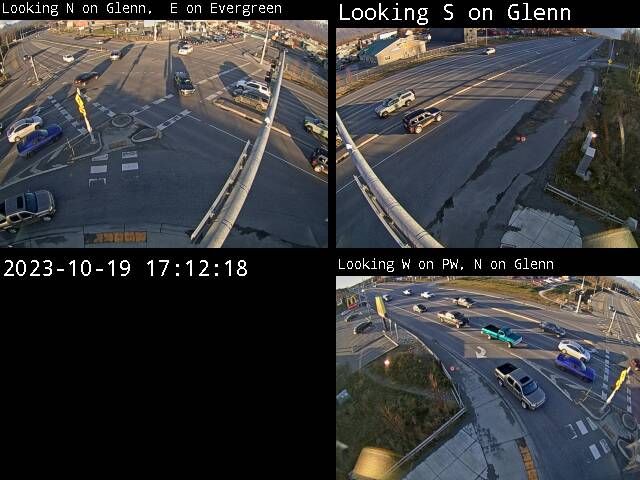 Looking N on Glenn,  E on Evergreen
Looking S on Glenn
2023-10-19 17:12:18
Looking W on PW, N on Glenn